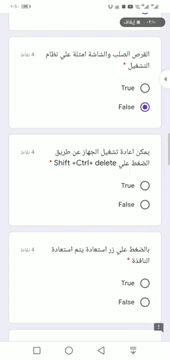 القرص الصلب والشاشة امثلة علي نظام
التشغيل *
4 نقاط
True
False
يمكن اعادة تشغيل الجهاز عن طريق
الضغط علي Shift +Ctrl+ delete *
4 نقاط
True
False
بالضغط علي زر استعادة يتم استعادة
النافذة *
4 نقاط
True
False